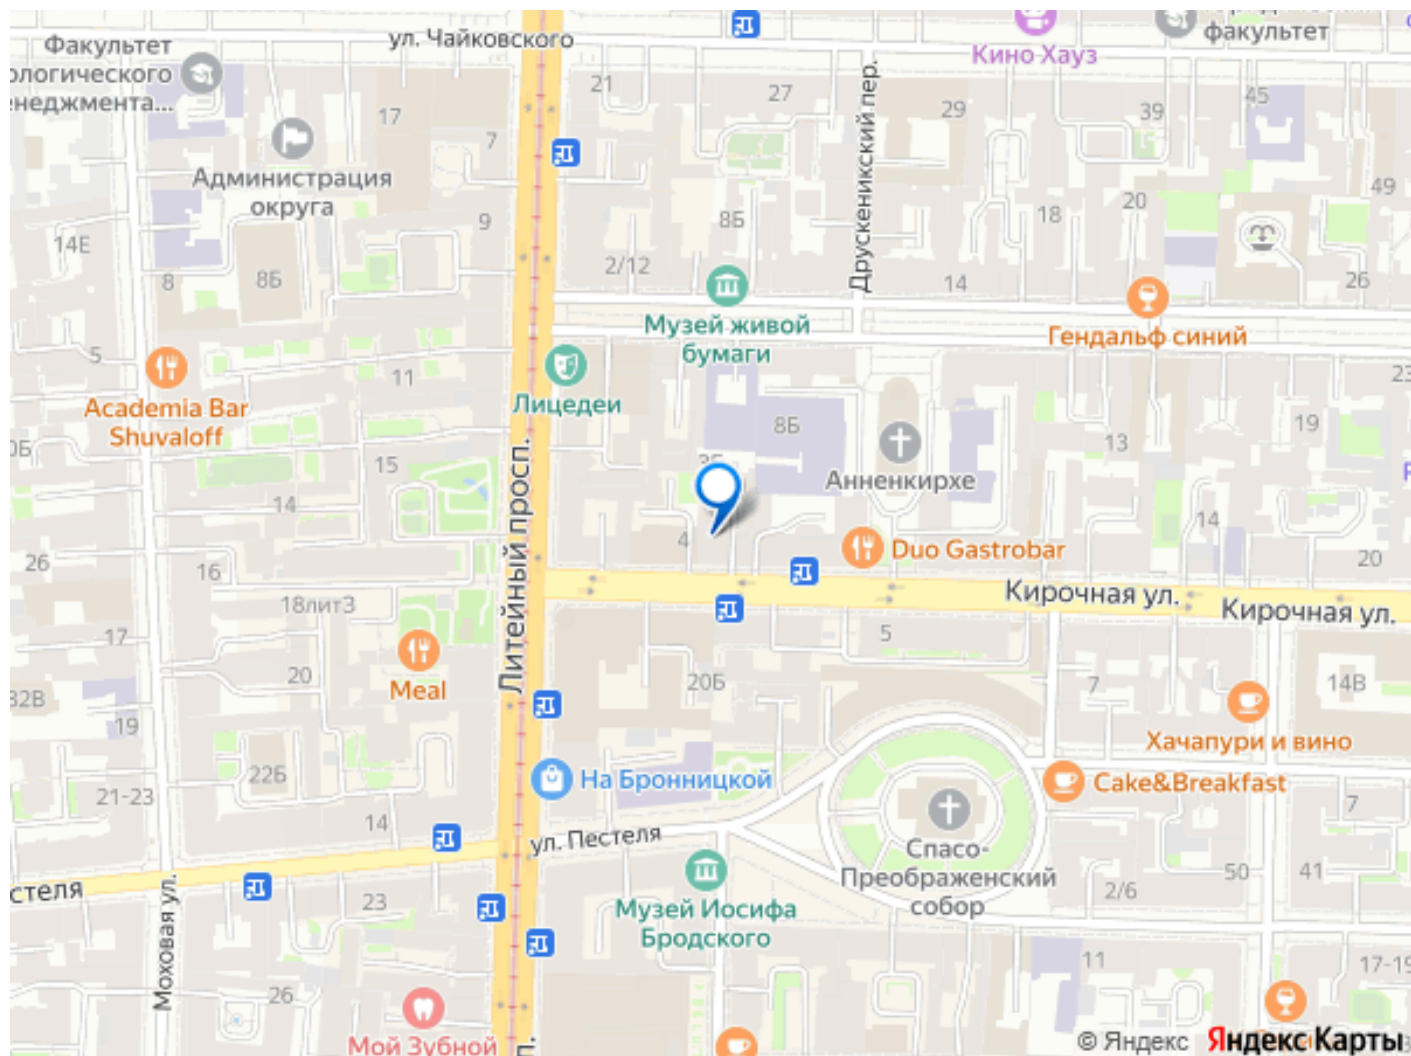 ул. Чайковского
Факультет
ологического
енеджмента...
факультет
Кино Хауз
21
27
29
39
45
17
7
Друскеникский пер.
Администрация
округа
49
20
18
9
8Б
14Е
2/12
8
8Б
14
26
Музей живой
бумаги
Гендальф синий
5
11
Лицедеи
Academia Bar
Shuvaloff
23
19
8Б
13
15
Анненкирхе
14
14
Литейный просп.
4
Duo Gastrobar
26
16
20
Кирочная ул.
Кирочная ул.
18лит3
17
5
20
20Б
7
14В
Meal
32В
19
Хачапури и вино
22Б
На Бронницкой
Cake&Breakfast
21-23
7
14
ул. Пестеля
Спасо-
Преображенский
собор
50
41
2/6
стеля
23
Моховая ул.
Музей Иосифа
Бродского
11
17-19
26
Мой Зубной
п.
© Яндекс
Яндекс Карты